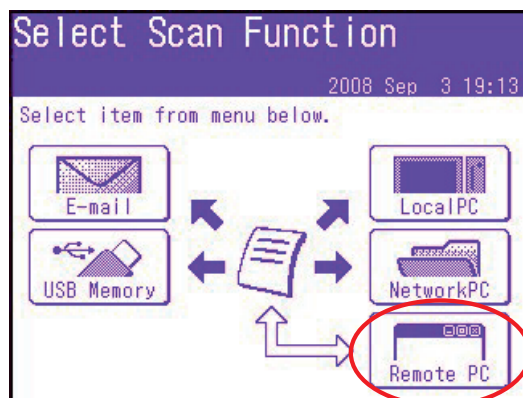 Select Scan Function
2008 Sep 3 19:13
Select item from menu below.
E-mail
LocalPC
USB Memory
NetworkPC
Remote PC